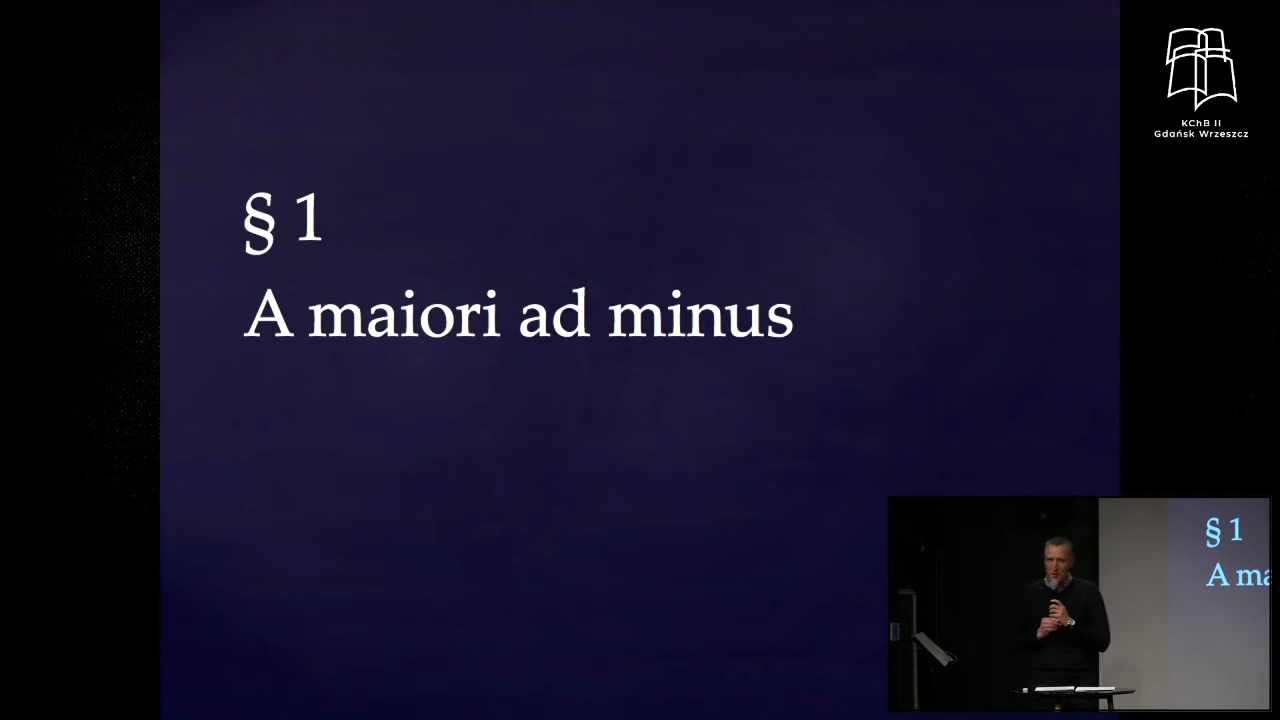 § 1
A maiori ad minus
KChB II
Gdańsk Wrzeszcz
§ 1
A ma